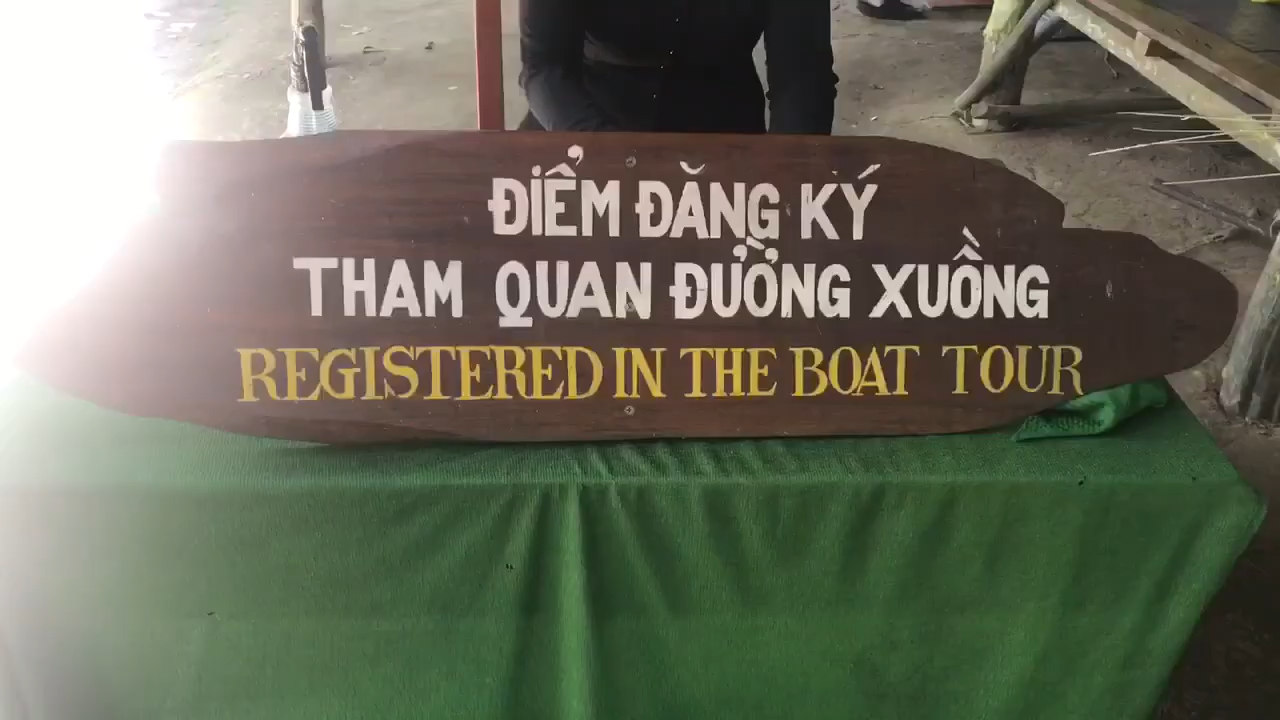 ĐIỂM ĐĂNG KÝ
THAM QUAN ĐƯỜNG XUỒNG
REGISTERED IN THE BOAT TOUR